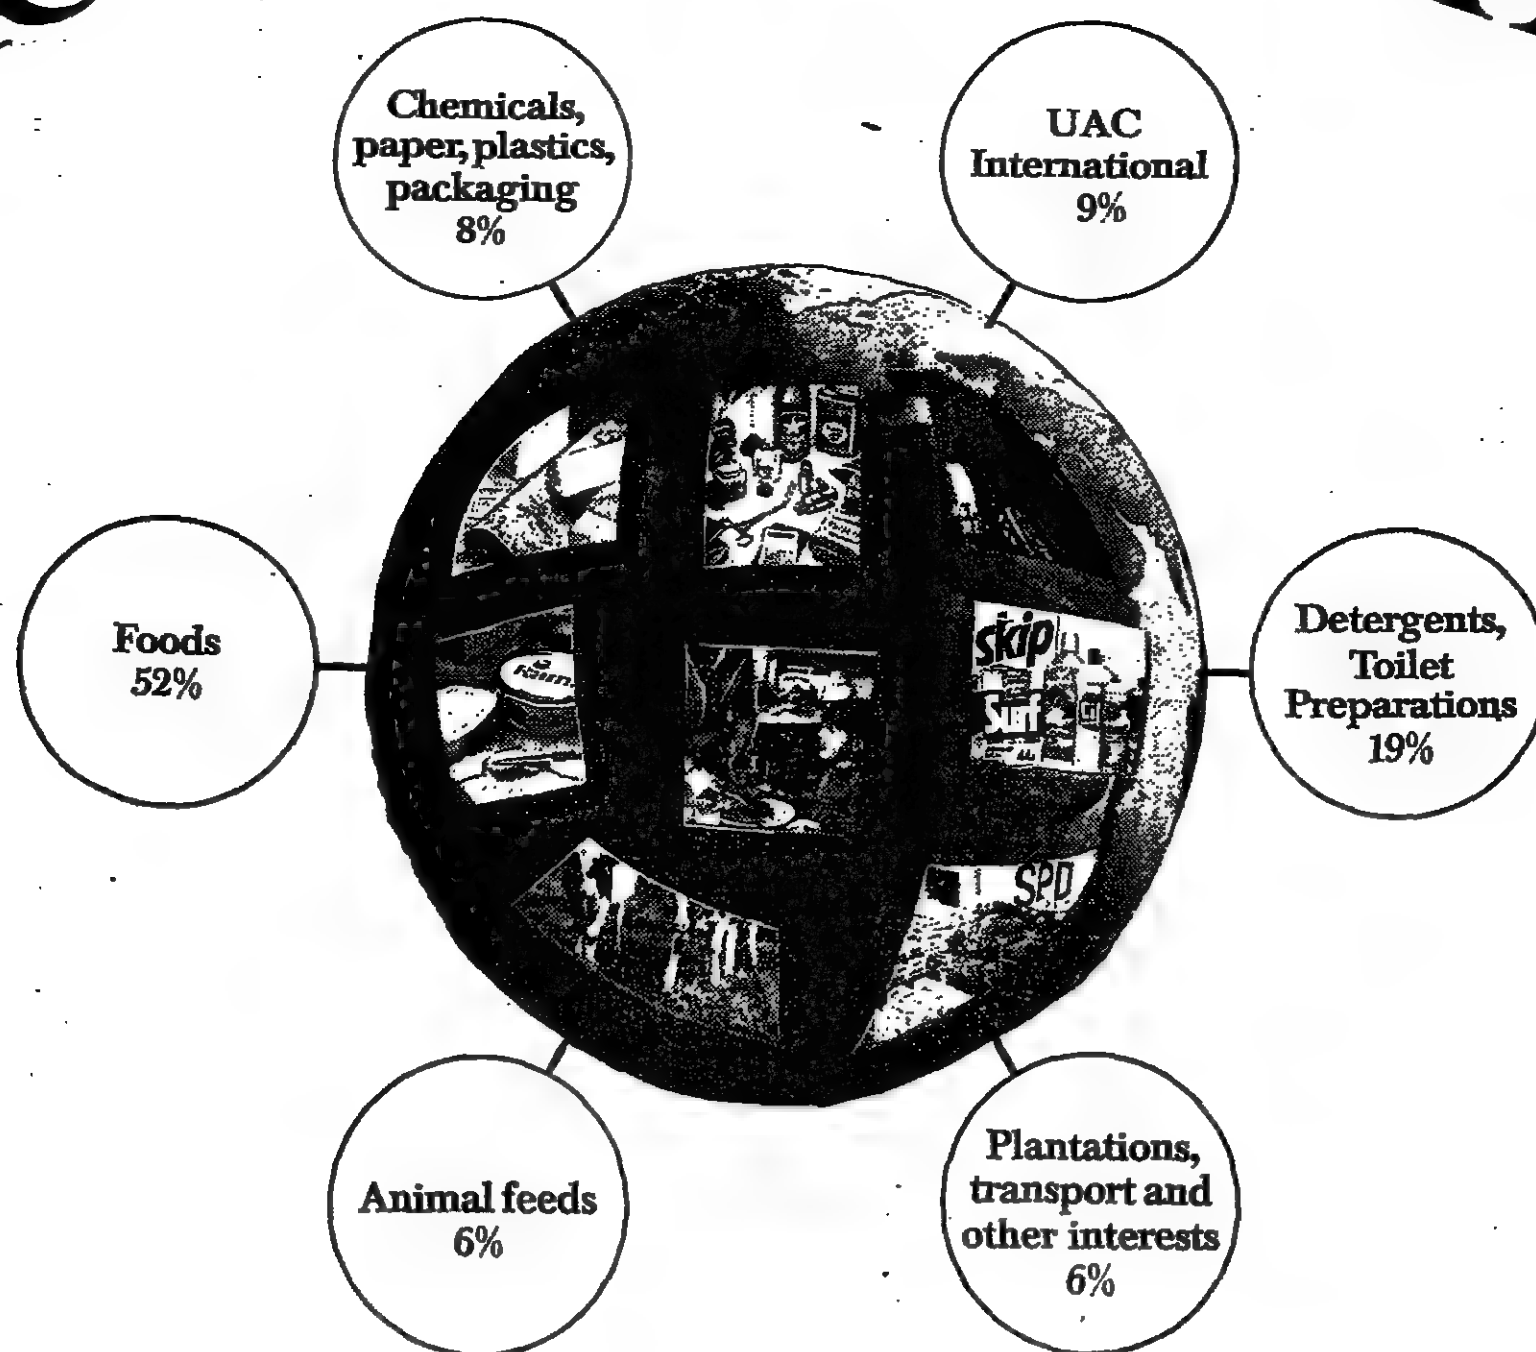 Chemicals,
paper, plastics,
packaging
8%
UAC
International
9%
Foods
52%
Detergents,
Toilet
Preparations
19%
skip
Surf
SPD
Animal feeds
6%
Plantations,
transport and
other interests
6%